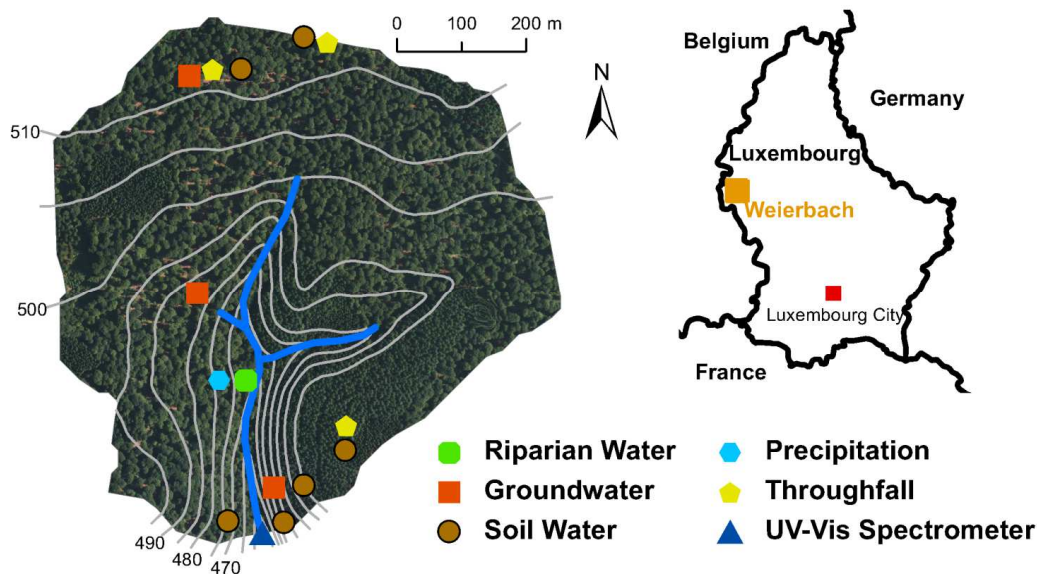 0 100 200 m
N
510
500
490
480
470
Belgium
Germany
Luxembourg
Weierbach
Luxembourg City
France
Riparian Water
Groundwater
Soil Water
Precipitation
Throughfall
UV-Vis Spectrometer